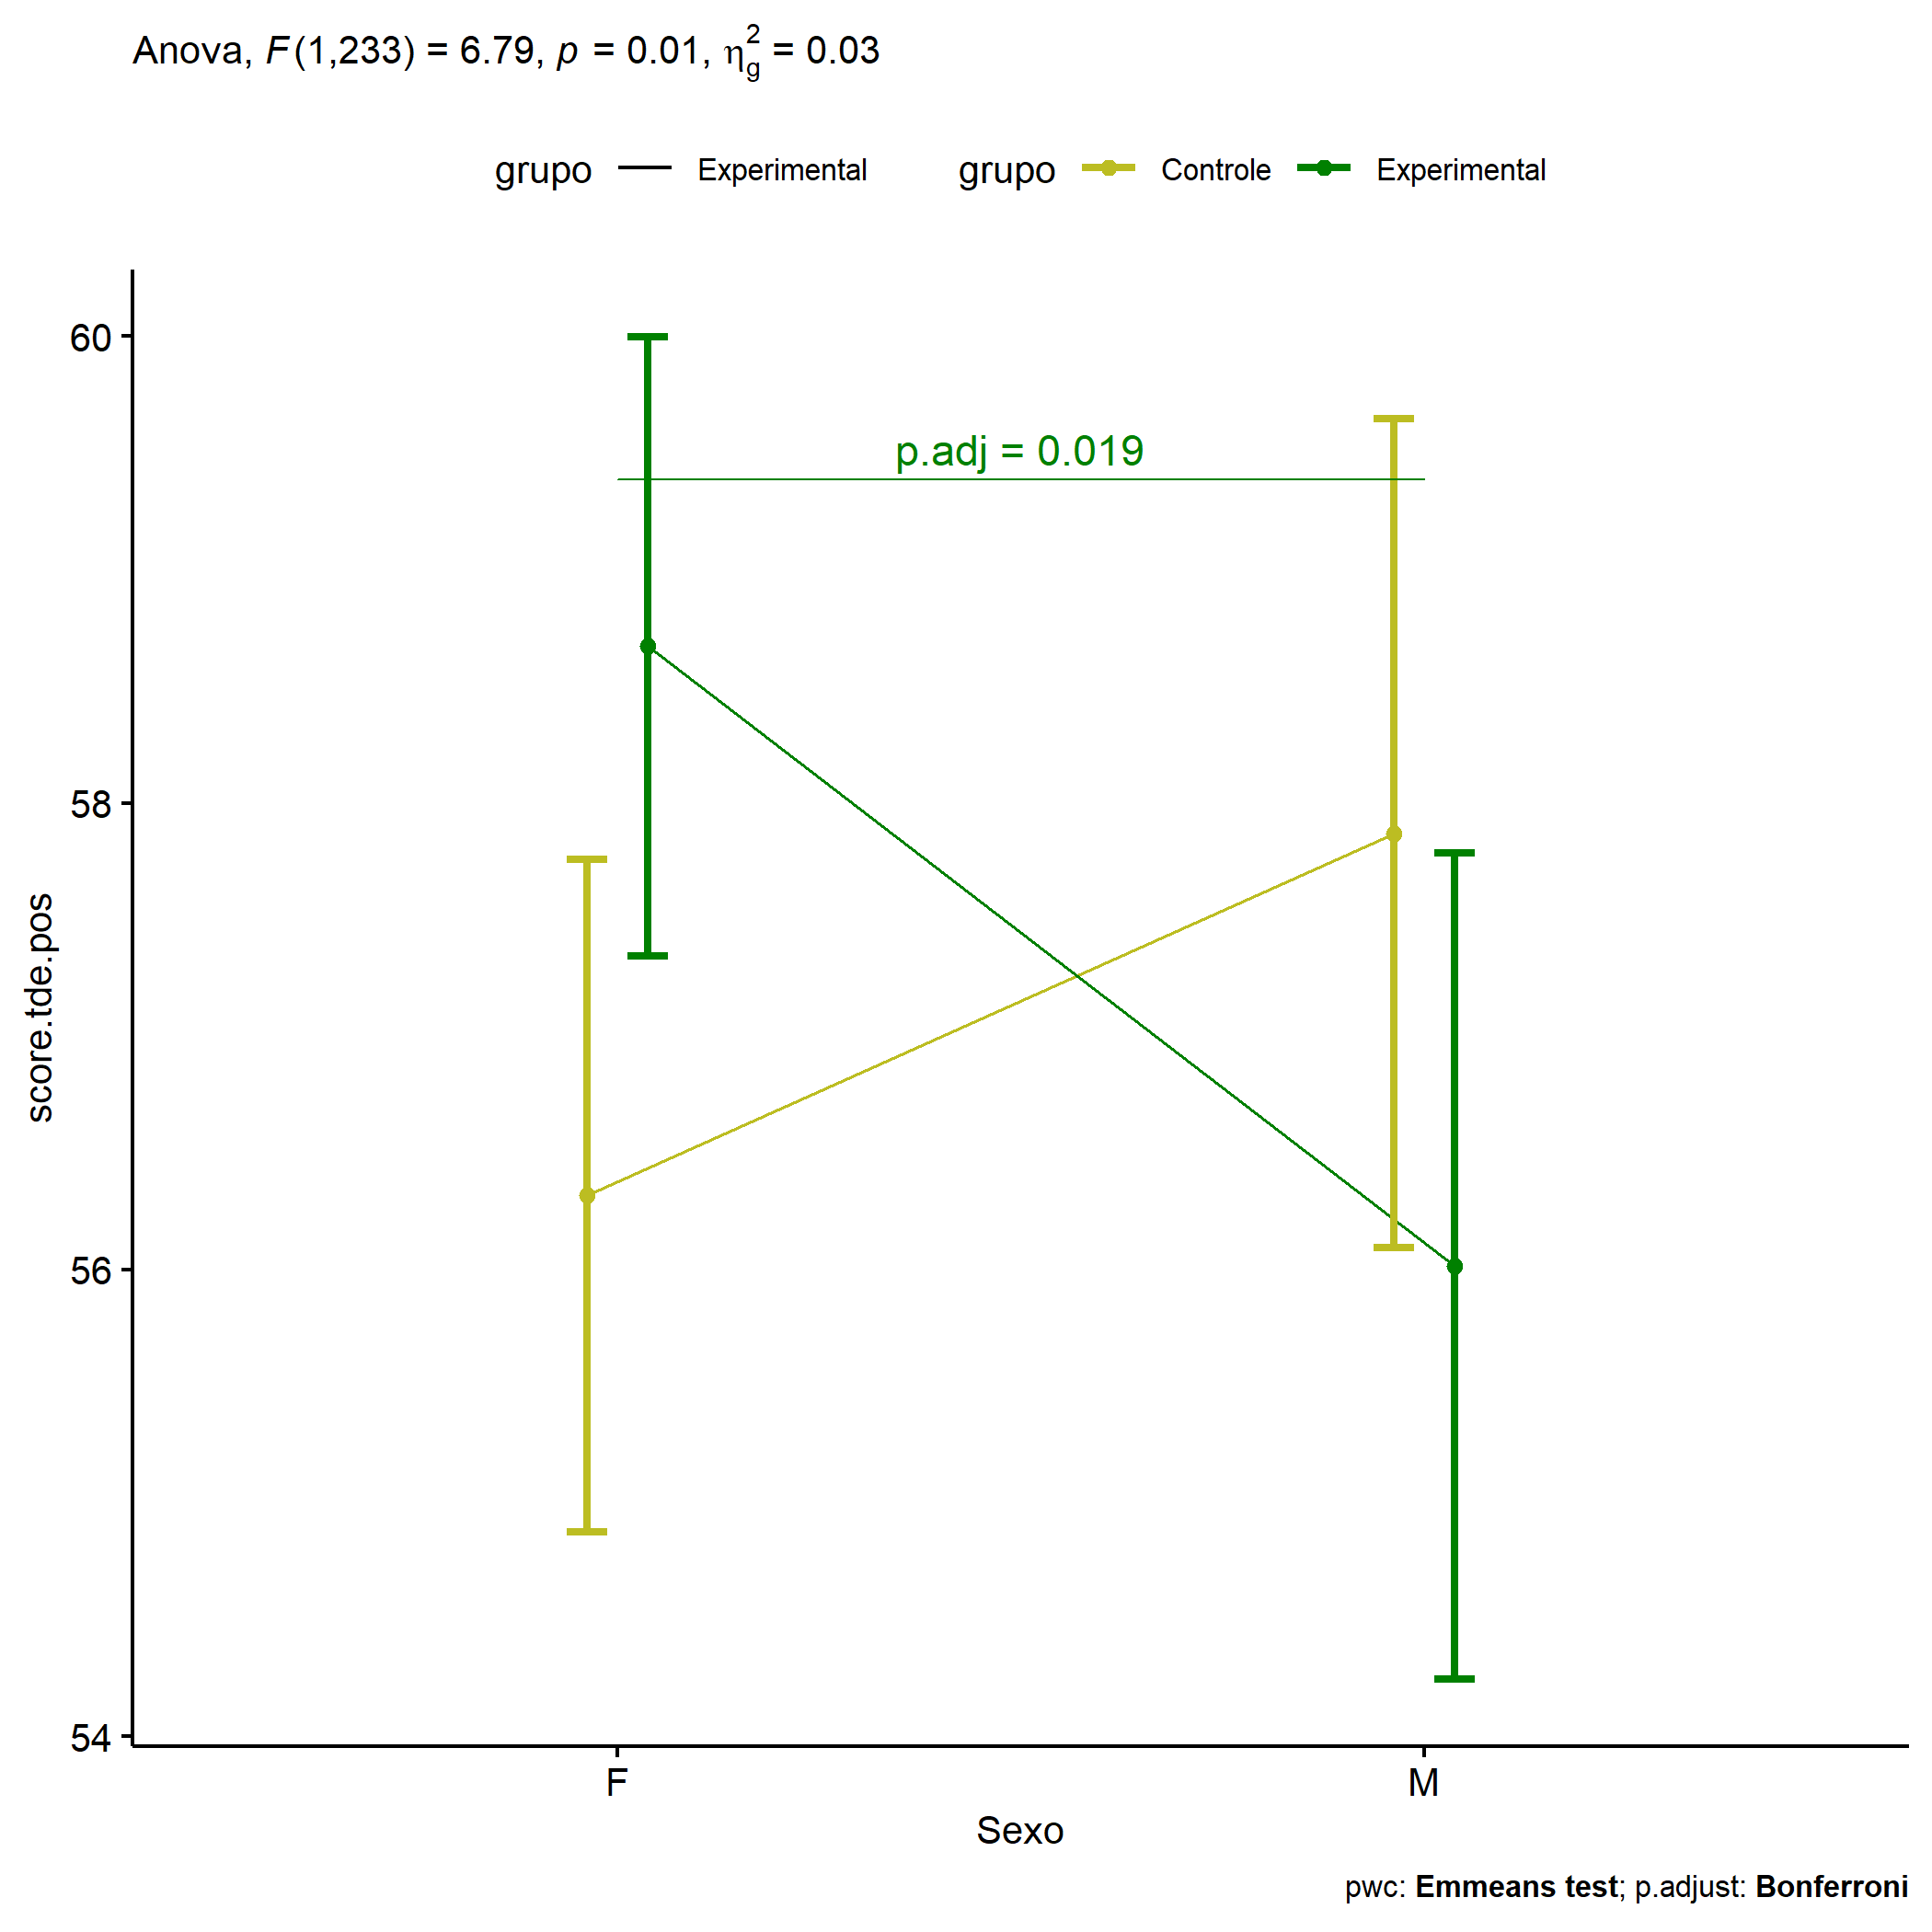 Anova, F(1,233) = 6.79, p = 0.01, η²g = 0.03
grupo Experimental grupo Controle Experimental
60
p.adj = 0.019
58
score.tde.pos
56
54
F M
Sexo
pwc: Emmeans test; p.adjust: Bonferroni